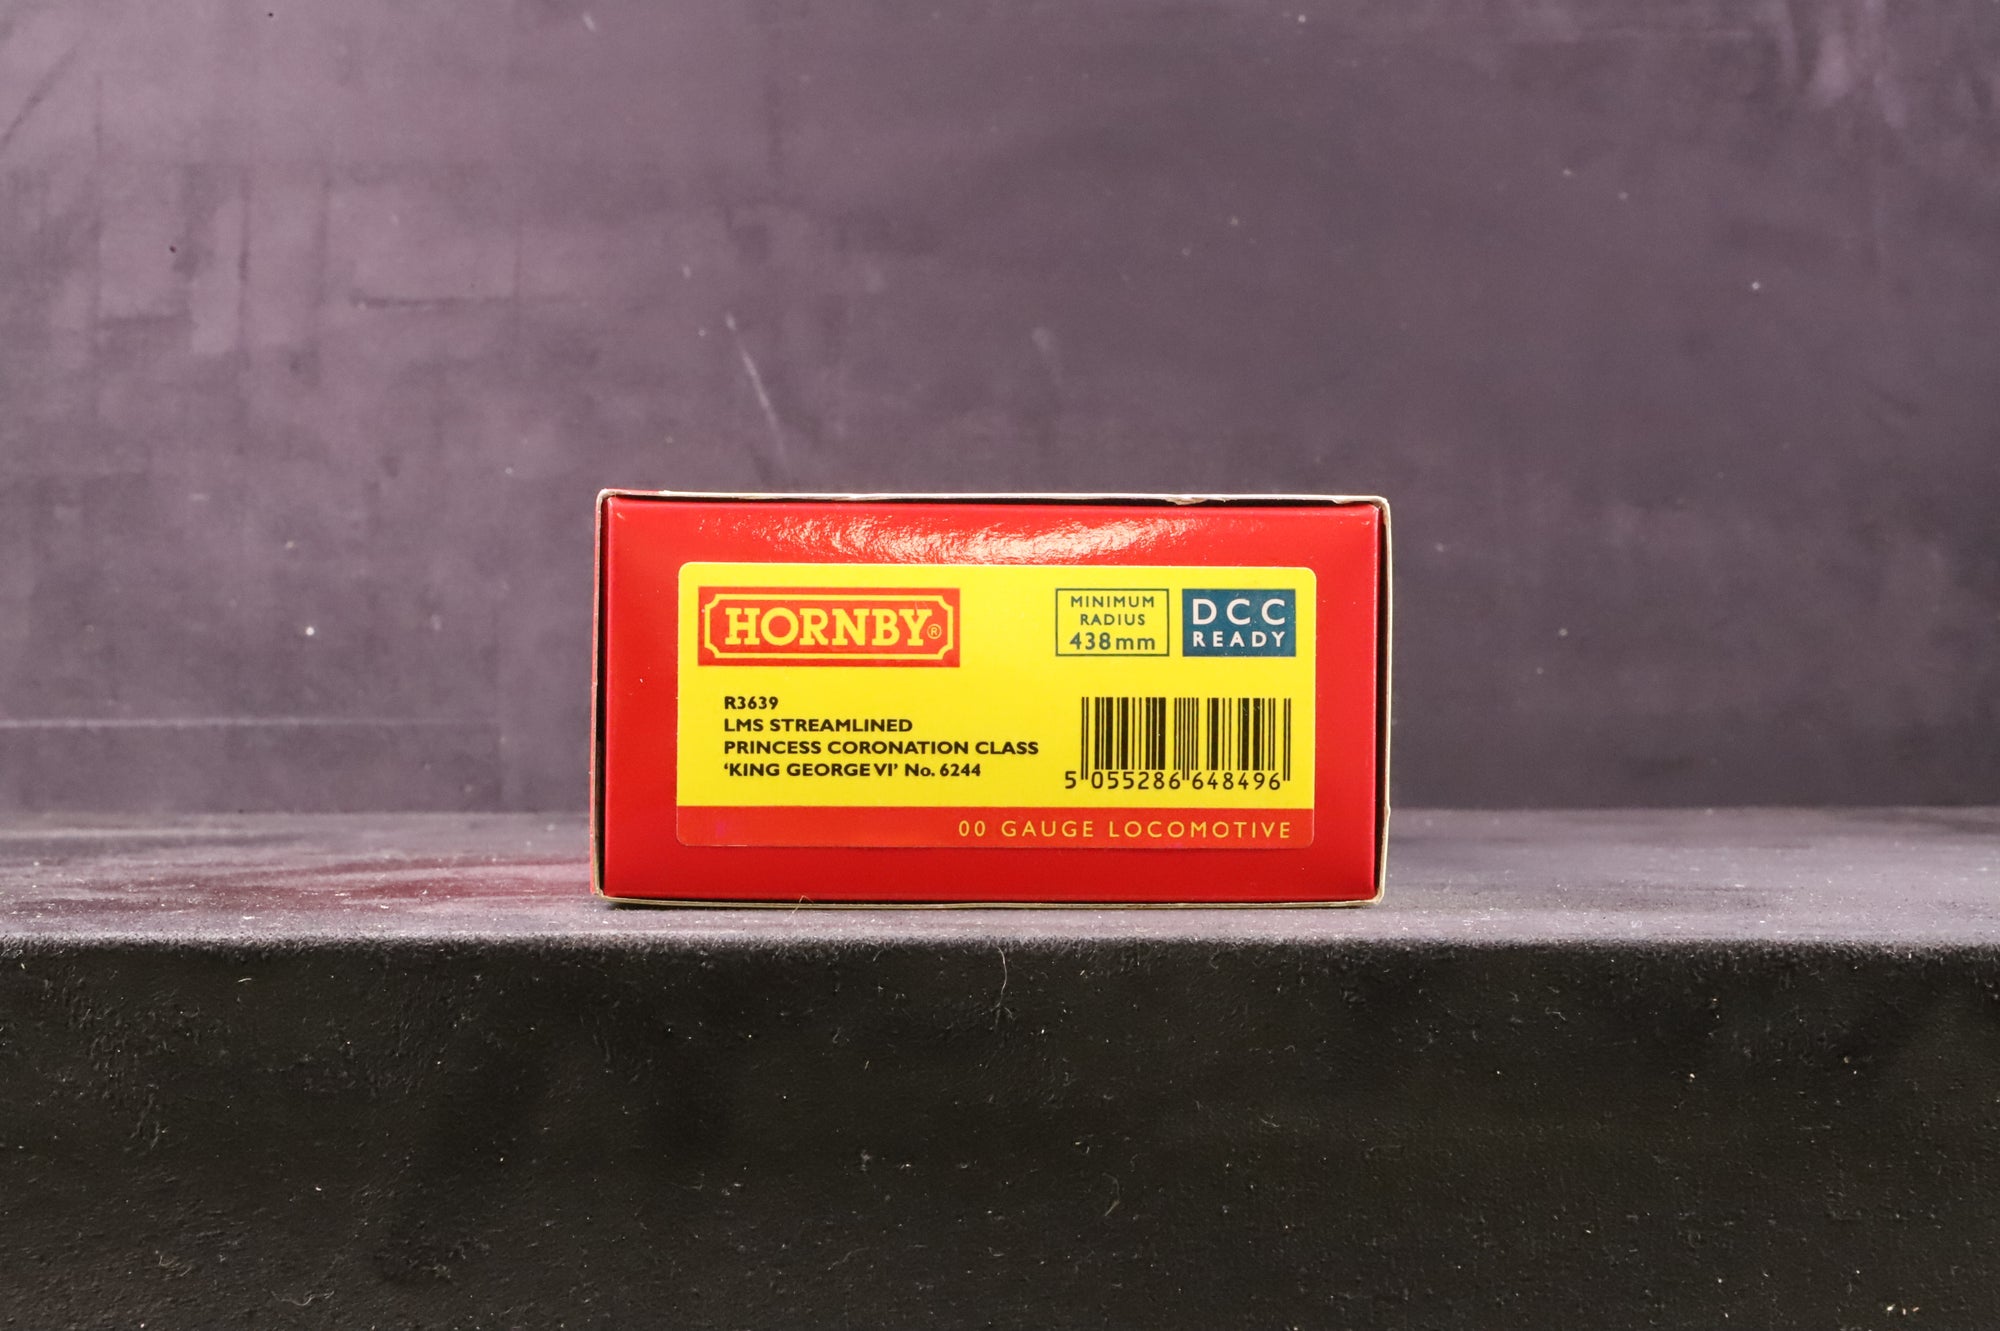 HORNBY®
MINIMUM
RADIUS
438mm
DCC
READY
R3639
LMS STREAMLINED
PRINCESS CORONATION CLASS
‘KING GEORGE VI’ No. 6244
5 055286 648496
00 GAUGE LOCOMOTIVE